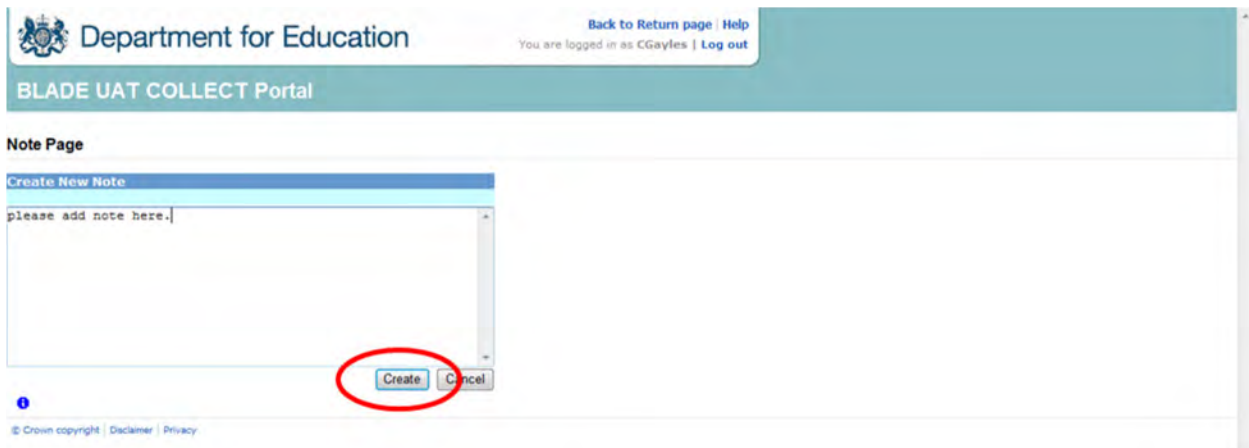 Back to Return page | Help
Department for Education
You are logged in as CGayles | Log out
BLADE UAT COLLECT Portal
Note Page
Create New Note
please add note here.
Create Cancel
© Crown copyright | Disclaimer | Privacy